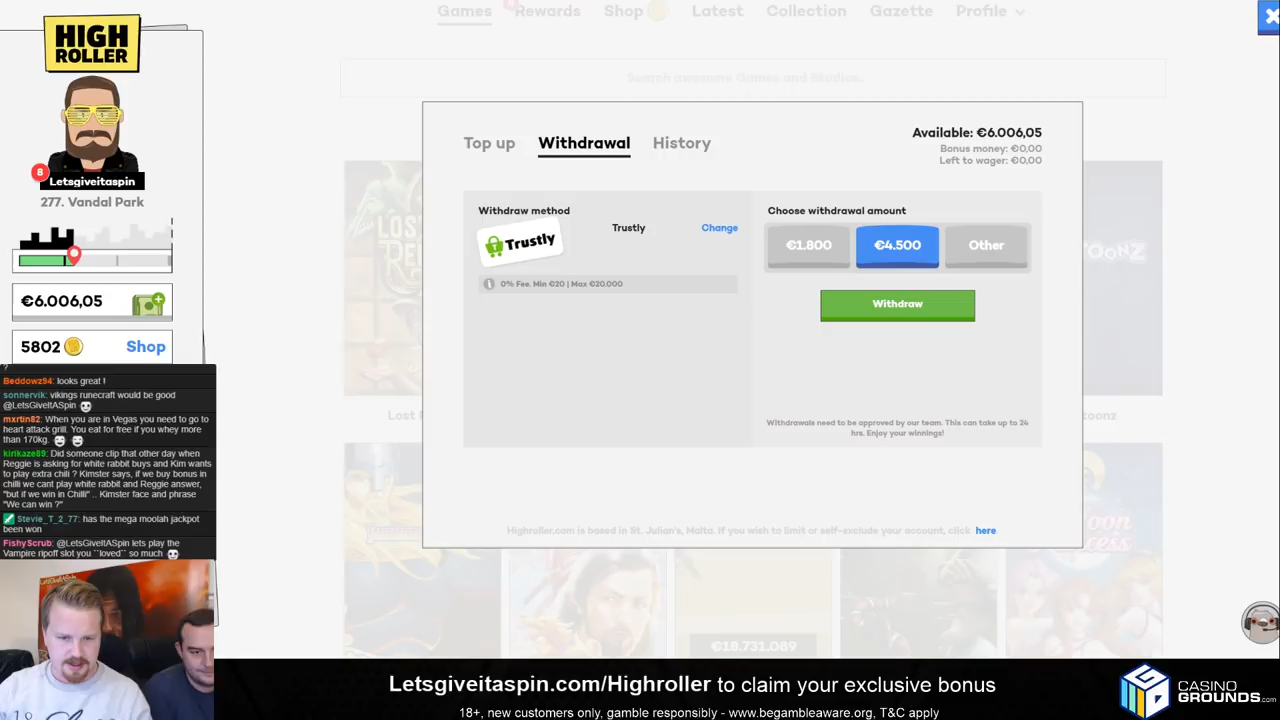 Games Rewards Shop Latest Collection Gazette Profile
HIGH
ROLLER
Search awesome Games and Studios.
8
Letsgiveitaspin
277. Vandal Park
€6.006,05
5802 Shop
Top up Withdrawal History
Available: €6.006,05
Bonus money: €0,00
Left to wager: €0,00
Withdraw method
Trustly
Trustly Change
0% Fee. Min €20 | Max €20.000
Choose withdrawal amount
€1.800 €4.500 Other
Withdraw
Withdrawals need to be approved by our team. This can take up to 24
hrs. Enjoy your winnings!
Highroller.com is based in St. Julian's, Malta. If you wish to limit or self-exclude your account, click here
?
Beddowz94: looks great !
sonnervik: vikings runecraft would be good
@LetsGiveItASpin
mxrtin82: When you are in Vegas you need to go to
heart attack grill. You eat for free if you whey more
than 170kg.
kirikaze89: Did someone clip that other day when
Reggie is asking for white rabbit buys and Kim wants
to play extra chili ? Kimster says, if we buy bonus in
chilli we cant play white rabbit and Reggie answer,
"but if we win in Chilli" .. Kimster face and phrase
"We can win ?"
Stevie_T_2_77: has the mega moolah jackpot
been won
FishyScrub: @LetsGiveItASpin lets play the
Vampire ripoff slot you ``loved`` so much
€18.731.089
Letsgiveitaspin.com/Highroller to claim your exclusive bonus
18+, new customers only, gamble responsibly - www.begambleaware.org, T&C apply
CASINO
GROUNDS.com